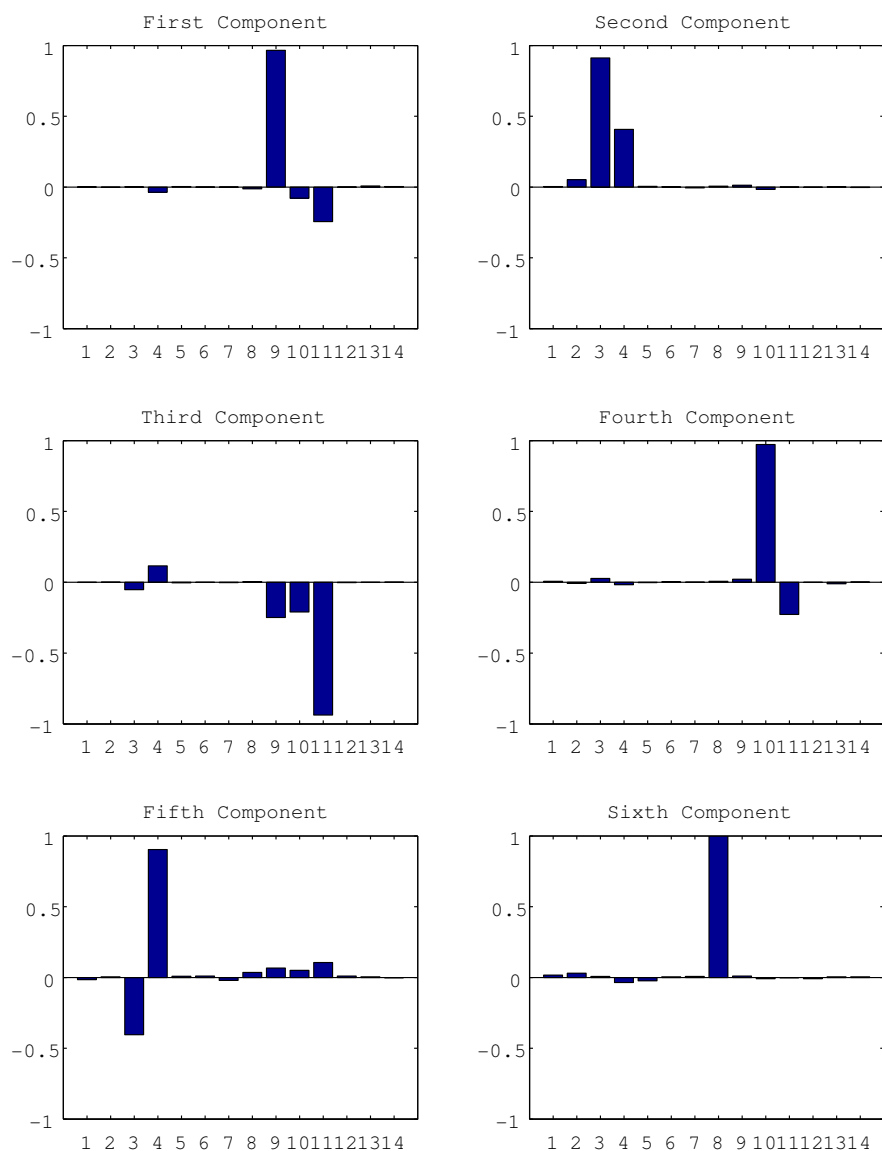 First Component
Second Component
1
0.5
0
−0.5
−1
1 2 3 4 5 6 7 8 9 1011121314
1
0.5
0
−0.5
−1
1 2 3 4 5 6 7 8 9 1011121314
Third Component
Fourth Component
1
0.5
0
−0.5
−1
1 2 3 4 5 6 7 8 9 1011121314
1
0.5
0
−0.5
−1
1 2 3 4 5 6 7 8 9 1011121314
Fifth Component
Sixth Component
1
0.5
0
−0.5
−1
1 2 3 4 5 6 7 8 9 1011121314
1
0.5
0
−0.5
−1
1 2 3 4 5 6 7 8 9 1011121314